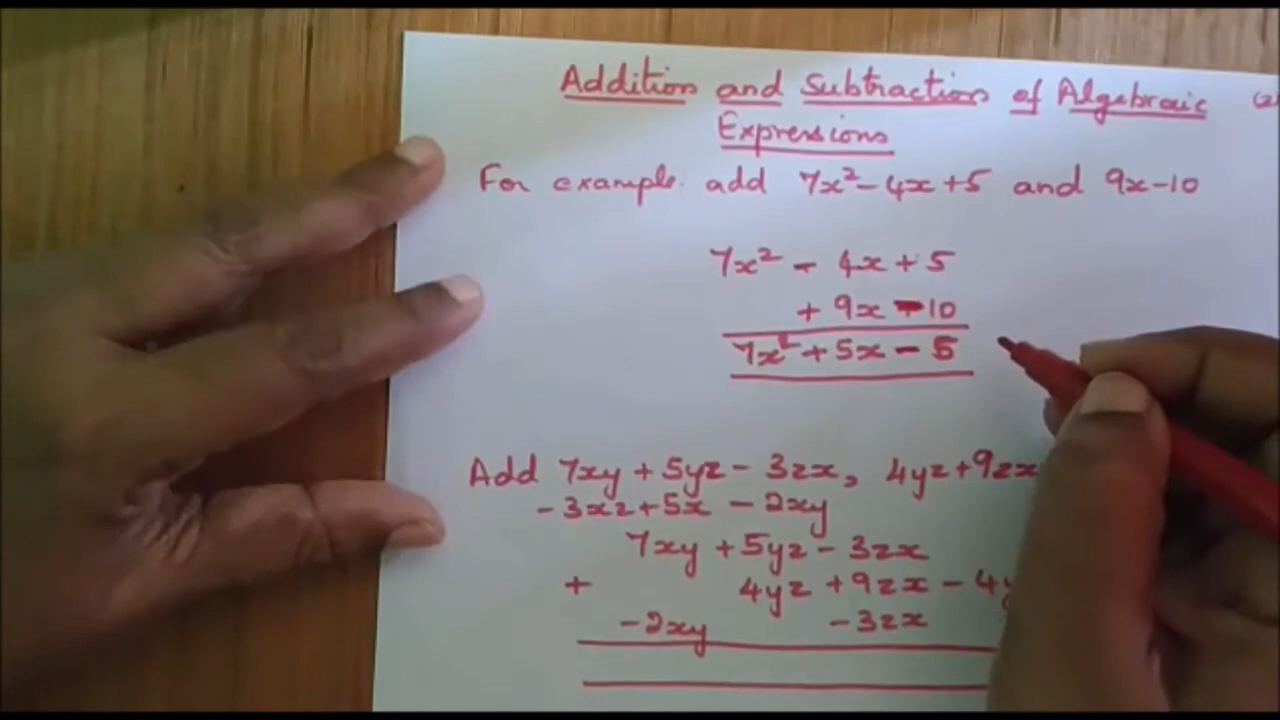 Addition and Subtraction of Algebraic
Expressions
For example. add 7x² - 4x + 5 and 9x - 10
7x² - 4x + 5
+ 9x - 10
7x² + 5x - 5
Add 7xy + 5yz - 3zx, 4yz + 9zx
- 3xz + 5x - 2xy
7xy + 5yz - 3zx
+ 4yz + 9zx - 4y
- 2xy - 3zx